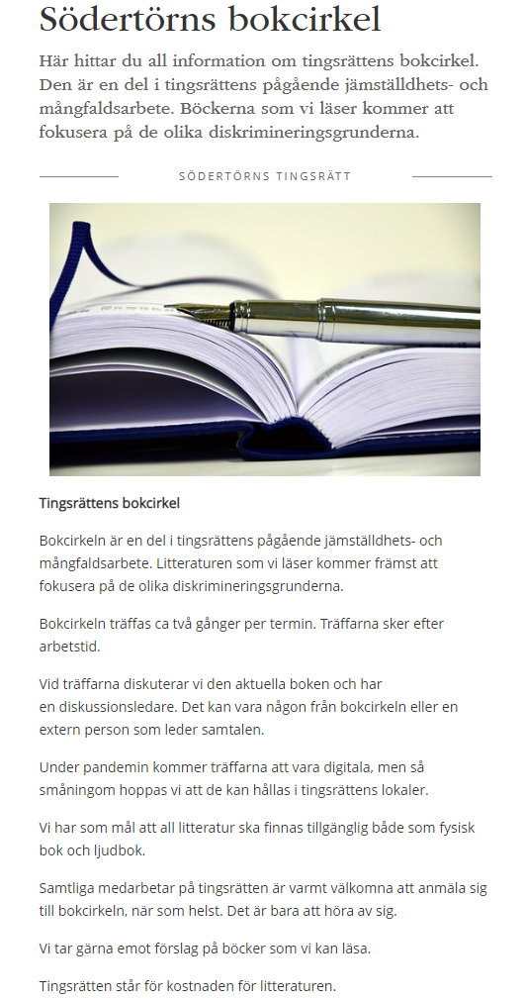 Södertörns bokcirkel
Här hittar du all information om tingsrättens bokcirkel.
Den är en del i tingsrättens pågående jämställdhets- och
mångfaldsarbete. Böckerna som vi läser kommer att
fokusera på de olika diskrimineringsgrunderna.
SÖDERTÖRNS TINGSRÄTT
Tingsrättens bokcirkel
Bokcirkeln är en del i tingsrättens pågående jämställdhets- och
mångfaldsarbete. Litteraturen som vi läser kommer främst att
fokusera på de olika diskrimineringsgrunderna.
Bokcirkeln träffas ca två gånger per termin. Träffarna sker efter
arbetstid.
Vid träffarna diskuterar vi den aktuella boken och har
en diskussionsledare. Det kan vara någon från bokcirkeln eller en
extern person som leder samtalen.
Under pandemin kommer träffarna att vara digitala, men så
småningom hoppas vi att de kan hållas i tingsrättens lokaler.
Vi har som mål att all litteratur ska finnas tillgänglig både som fysisk
bok och ljudbok.
Samtliga medarbetar på tingsrätten är varmt välkomna att anmäla sig
till bokcirkeln, när som helst. Det är bara att höra av sig.
Vi tar gärna emot förslag på böcker som vi kan läsa.
Tingsrätten står för kostnaden för litteraturen.